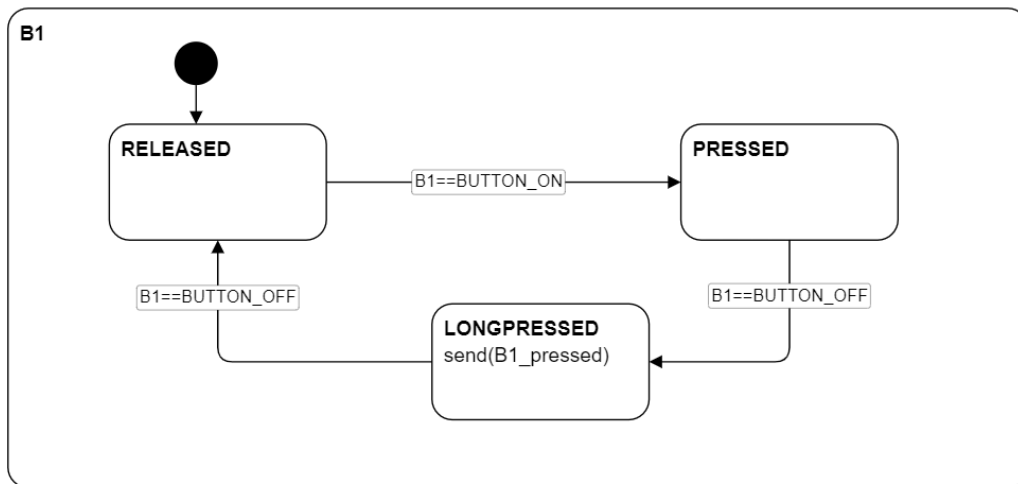 B1
RELEASED
PRESSED
B1==BUTTON_ON
B1==BUTTON_OFF
B1==BUTTON_OFF
LONGPRESSED
send(B1_pressed)